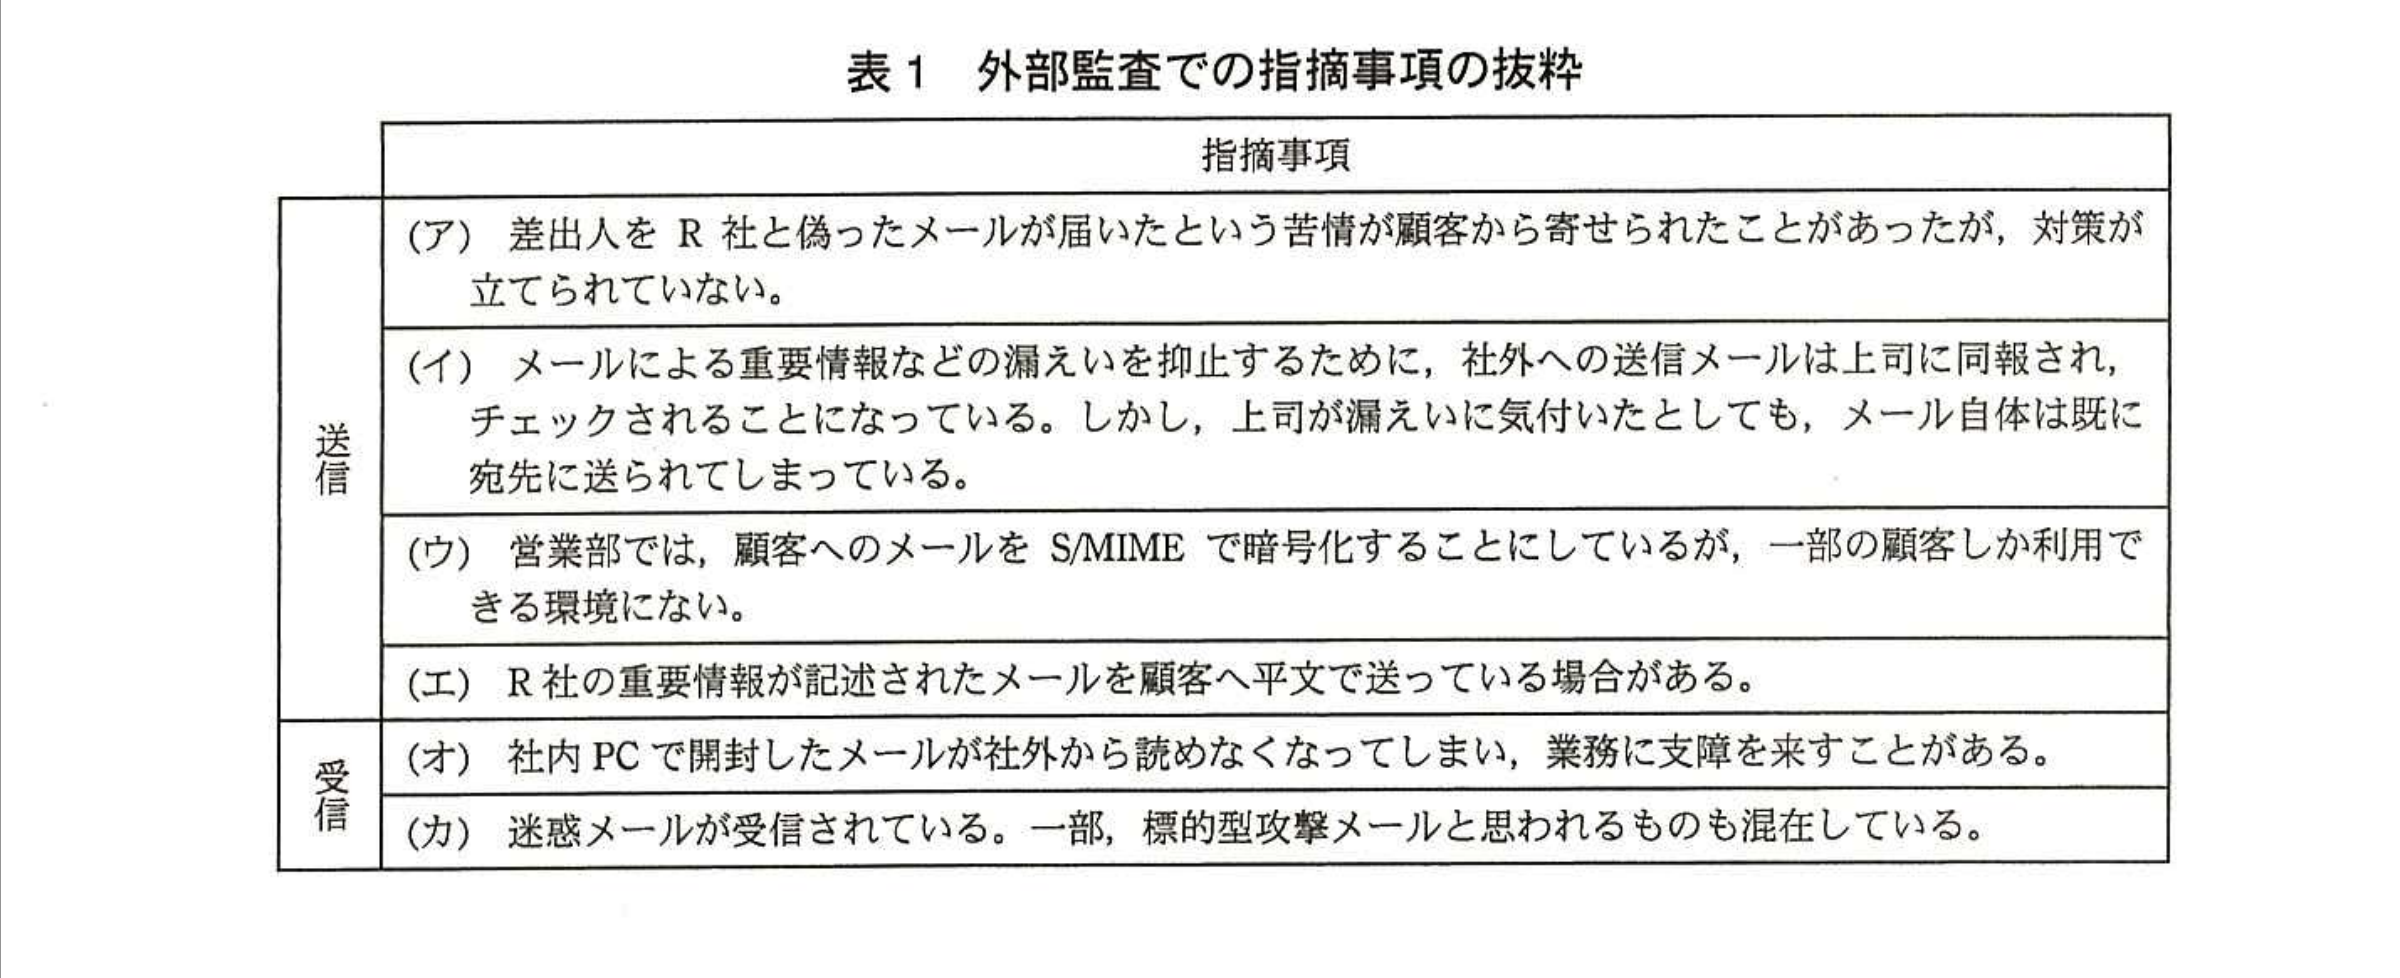 表1 外部監査での指摘事項の抜粋
指摘事項
送信
(ア) 差出人を R 社と偽ったメールが届いたという苦情が顧客から寄せられたことがあったが，対策が
立てられていない。
(イ) メールによる重要情報などの漏えいを抑止するために，社外への送信メールは上司に同報され，
チェックされることになっている。しかし，上司が漏えいに気付いたとしても，メール自体は既に
宛先に送られてしまっている。
(ウ) 営業部では，顧客へのメールを S/MIME で暗号化することにしているが，一部の顧客しか利用で
きる環境にない。
(エ) R 社の重要情報が記述されたメールを顧客へ平文で送っている場合がある。
受信
(オ) 社内 PC で開封したメールが社外から読めなくなってしまい，業務に支障を来すことがある。
(カ) 迷惑メールが受信されている。一部，標的型攻撃メールと思われるものも混在している。